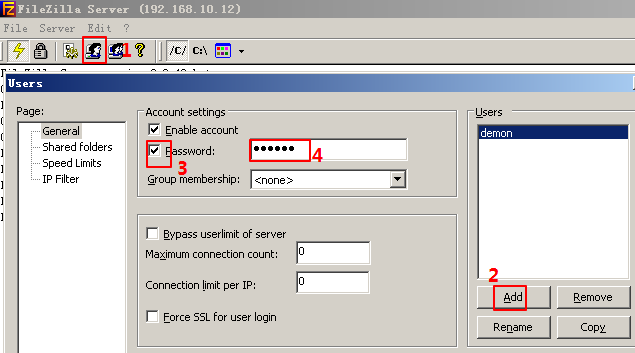 FileZilla Server (192.168.10.12)
File Server Edit ?
1
/C/ C:\
Users
Page:
General
Shared folders
Speed Limits
IP Filter
Account settings
Enable account
Password: ●●●●●●
3
4
Group membership: <none>
Bypass userlimit of server
Maximum connection count: 0
Connection limit per IP: 0
Force SSL for user login
Users
demon
2
Add Remove
Rename Copy